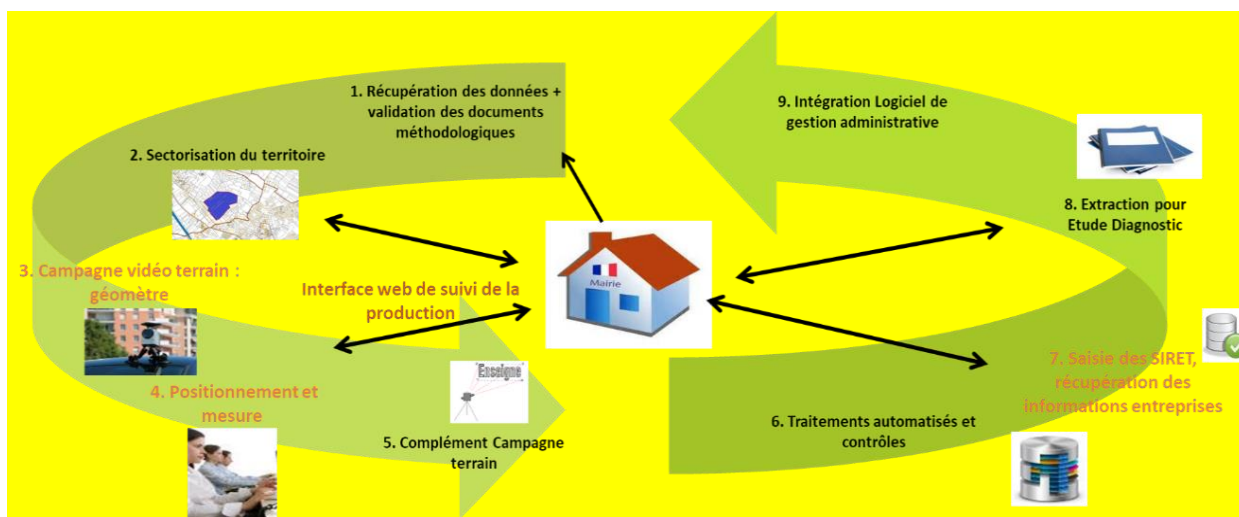 1. Récupération des données +
validation des documents
méthodologiques
2. Sectorisation du territoire
3. Campagne vidéo terrain :
géomètre
4. Positionnement et
mesure
Interface web de suivi de la
production
Mairie
Enseigne
5. Complément Campagne
terrain
6. Traitements automatisés et
contrôles
7. Saisie des SIRET,
récupération des
informations entreprises
8. Extraction pour
Etude Diagnostic
9. Intégration Logiciel de
gestion administrative